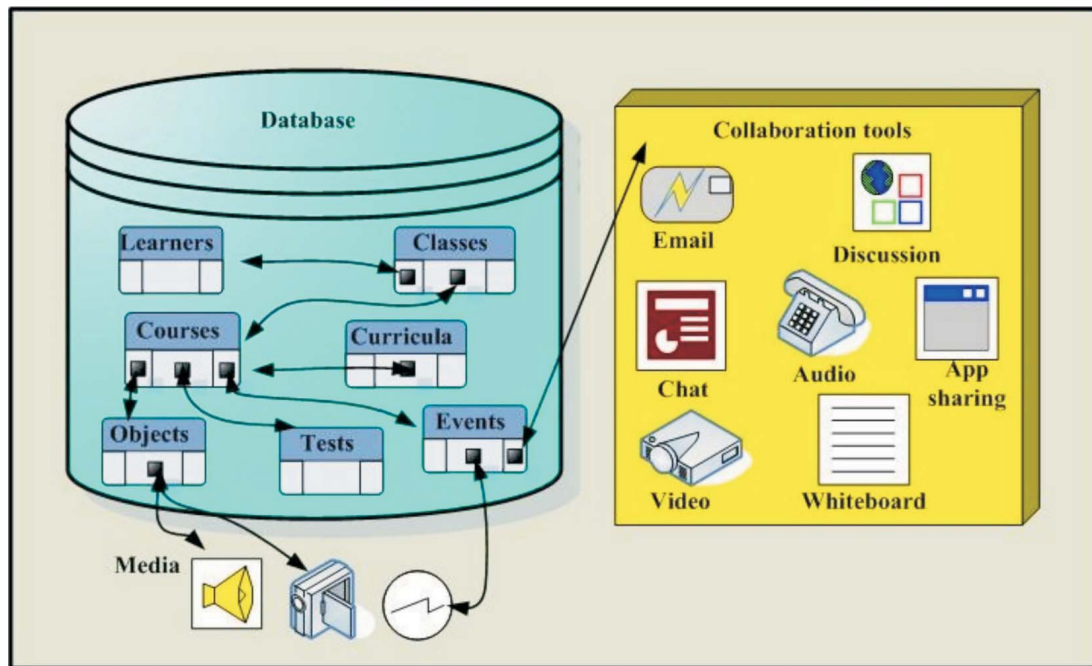 Database
Learners
Classes
Courses
Curricula
Objects
Tests
Events
Media
Collaboration tools
Email
Discussion
Chat
Audio
App
sharing
Video
Whiteboard